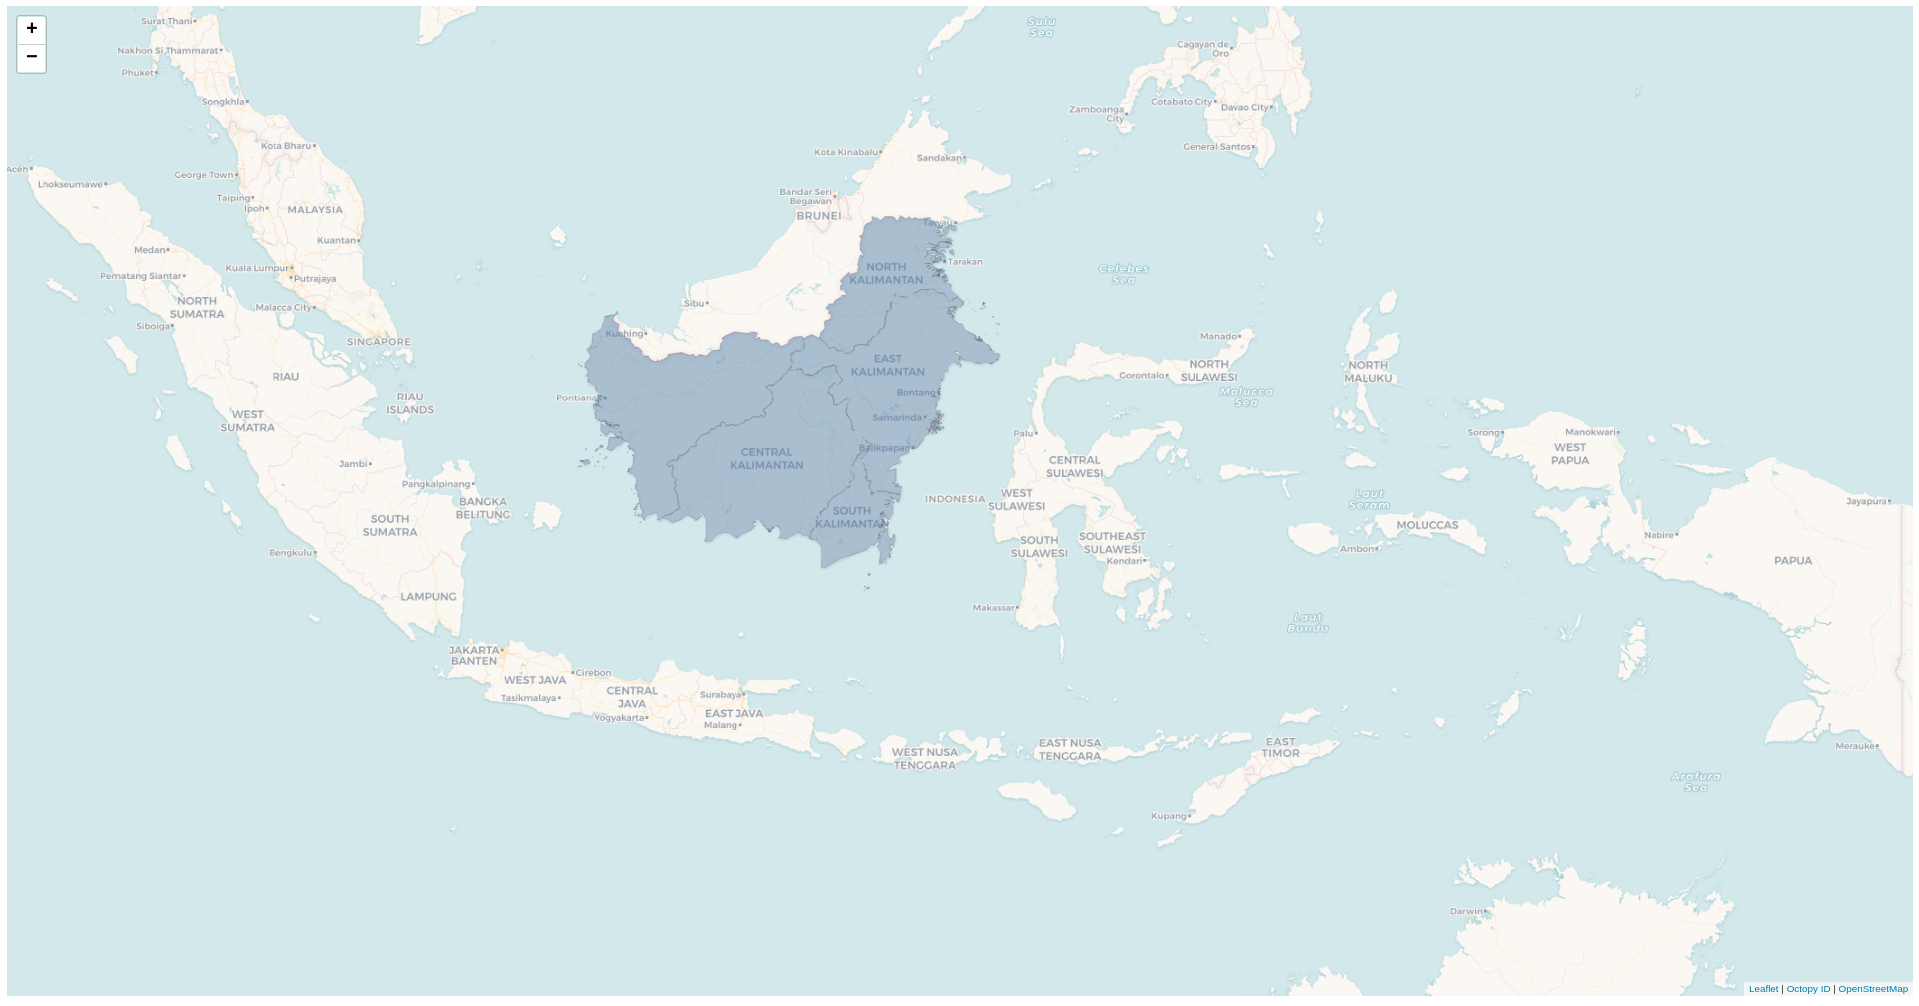 +
−
Surat Thani
Nakhon Si Thammarat
Phuket
Songkhla
Kota Bharu
George Town
Taiping
Ipoh
MALAYSIA
Kuantan
Kuala Lumpur
Putrajaya
Malacca City
SINGAPORE
Aceh
Lhokseumawe
Medan
Pematang Siantar
NORTH
SUMATRA
Sibolga
RIAU
RIAU
ISLANDS
WEST
SUMATRA
Jambi
Pangkalpinang
BANGKA
BELITUNG
SOUTH
SUMATRA
Bengkulu
LAMPUNG
JAKARTA
BANTEN
WEST JAVA
Cirebon
Tasikmalaya
CENTRAL
JAVA
Yogyakarta
Surabaya
EAST JAVA
Malang
WEST NUSA
TENGGARA
EAST NUSA
TENGGARA
EAST
TIMOR
Kupang
Sulu
Sea
Cagayan de
Oro
Zamboanga
City
Cotabato City
Davao City
General Santos
Kota Kinabalu
Sandakan
Bandar Seri
Begawan
BRUNEI
Tawau
Tarakan
NORTH
KALIMANTAN
Sibu
Kuching
EAST
KALIMANTAN
Bontang
Samarinda
Balikpapan
Pontianak
CENTRAL
KALIMANTAN
SOUTH
KALIMANTAN
INDONESIA
Celebes
Sea
Manado
Gorontalo
NORTH
SULAWESI
Molucca
Sea
NORTH
MALUKU
Palu
CENTRAL
SULAWESI
WEST
SULAWESI
SOUTH
SULAWESI
SOUTHEAST
SULAWESI
Kendari
Makassar
Sorong
Manokwari
WEST
PAPUA
Laut
Seram
MOLUCCAS
Ambon
Nabire
Jayapura
PAPUA
Laut
Banda
Merauke
Arafura
Sea
Darwin
Leaflet | Octopy ID | OpenStreetMap